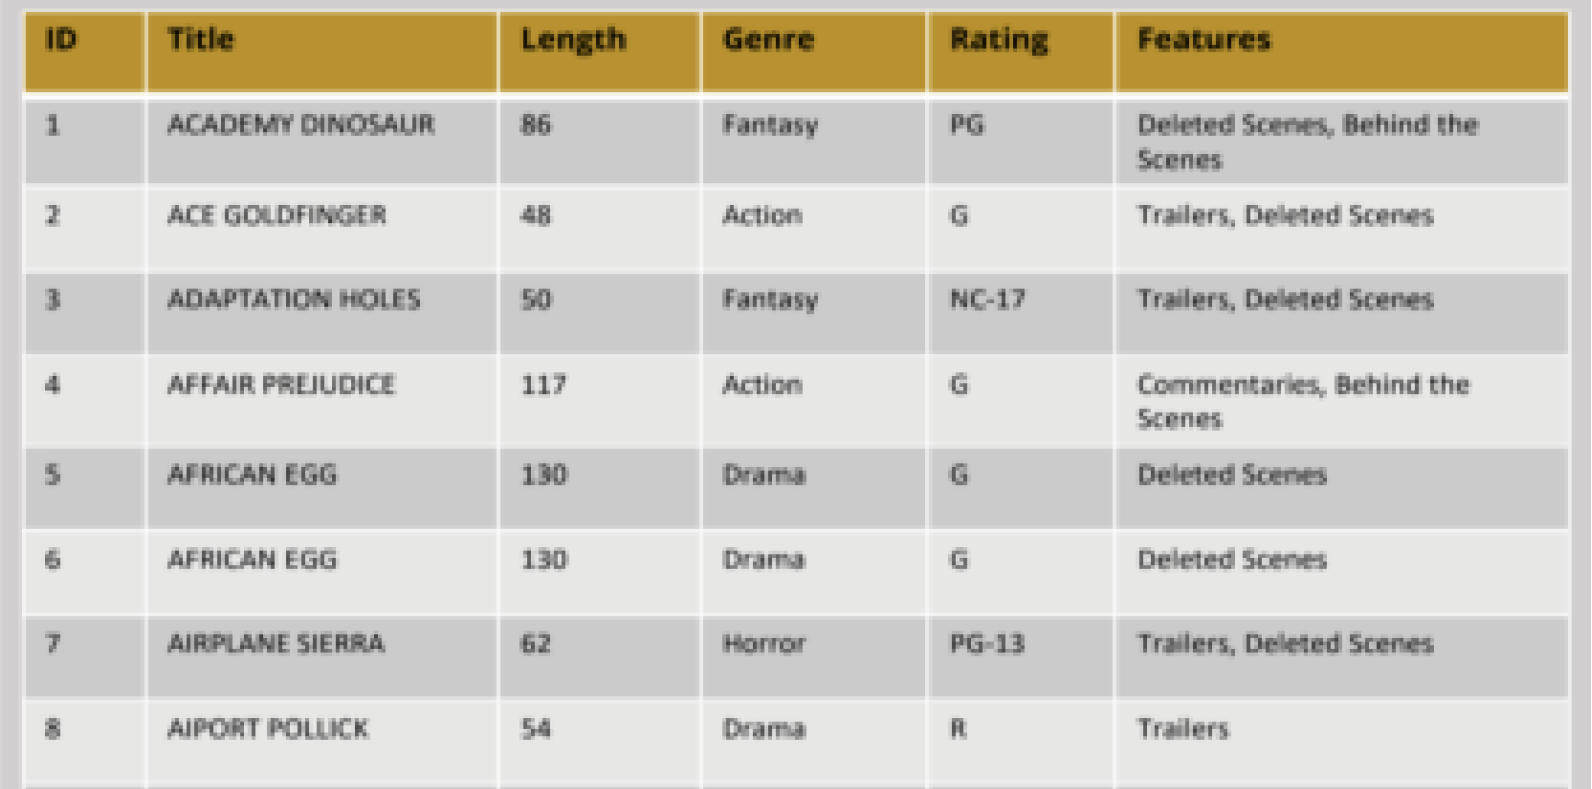 ID Title Length Genre Rating Features
1 ACADEMY DINOSAUR 86 Fantasy PG Deleted Scenes, Behind the
Scenes
2 ACE GOLDFINGER 48 Action G Trailers, Deleted Scenes
3 ADAPTATION HOLES 50 Fantasy NC-17 Trailers, Deleted Scenes
4 AFFAIR PREJUDICE 117 Action G Commentaries, Behind the
Scenes
5 AFRICAN EGG 130 Drama G Deleted Scenes
6 AFRICAN EGG 130 Drama G Deleted Scenes
7 AIRPLANE SIERRA 62 Horror PG-13 Trailers, Deleted Scenes
8 AIPORT POLLICK 54 Drama R Trailers